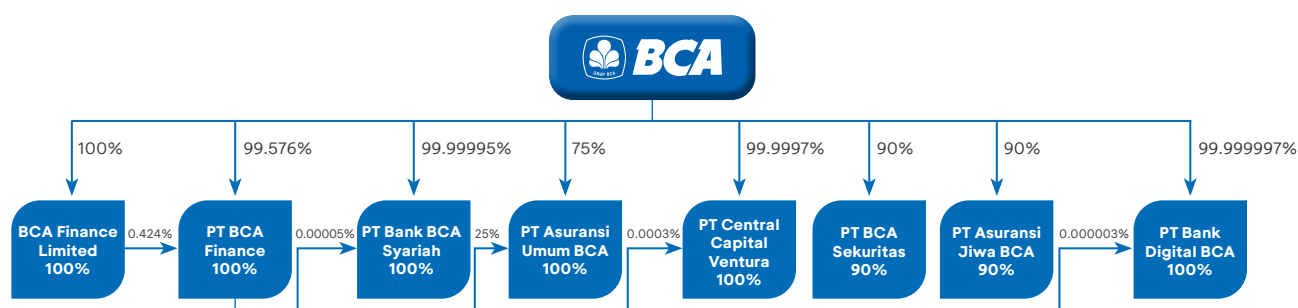 GRUP BCA
BCA
100%
99.576%
99.99995%
75%
99.9997%
90%
90%
99.999997%
BCA Finance
Limited
100%
0.424%
PT BCA
Finance
100%
0.00005%
PT Bank BCA
Syariah
100%
25%
PT Asuransi
Umum BCA
100%
0.0003%
PT Central
Capital
Ventura
100%
PT BCA
Sekuritas
90%
PT Asuransi
Jiwa BCA
90%
0.000003%
PT Bank
Digital BCA
100%